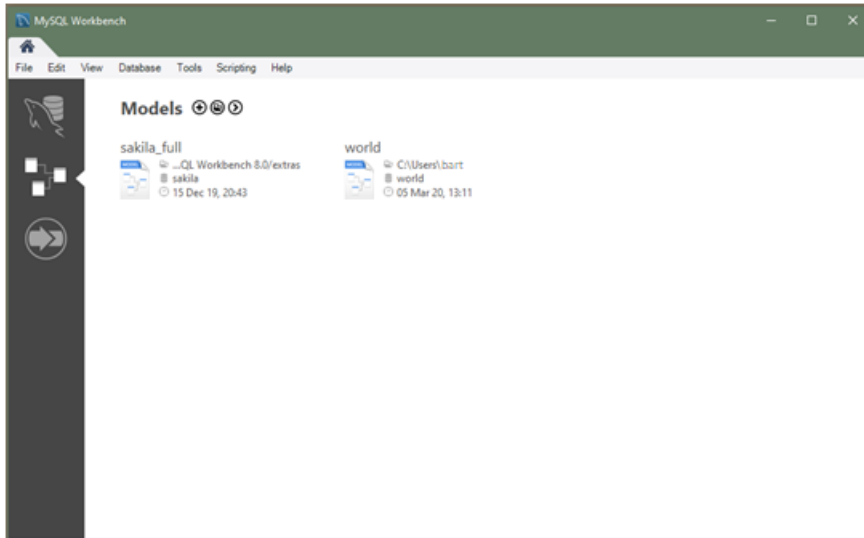 MySQL Workbench
File Edit View Database Tools Scripting Help
Models
sakila_full
...QL Workbench 8.0/extras
sakila
15 Dec 19, 20:43
world
C:\Users\bart
world
05 Mar 20, 13:11